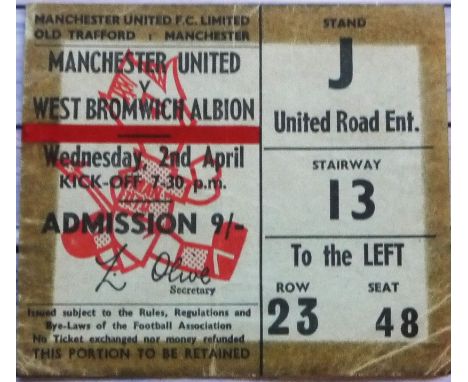 MANCHESTER UNITED F.C. LIMITED
OLD TRAFFORD : MANCHESTER
MANCHESTER UNITED
v
WEST BROMWICH ALBION
Wednesday 2nd April
KICK-OFF 7.30 p.m.
ADMISSION 9/-
L. Olive
Secretary
Issued subject to the Rules, Regulations and
Bye-Laws of the Football Association
No Ticket exchanged nor money refunded
THIS PORTION TO BE RETAINED
STAND
J
United Road Ent.
STAIRWAY
13
To the LEFT
ROW SEAT
23 48